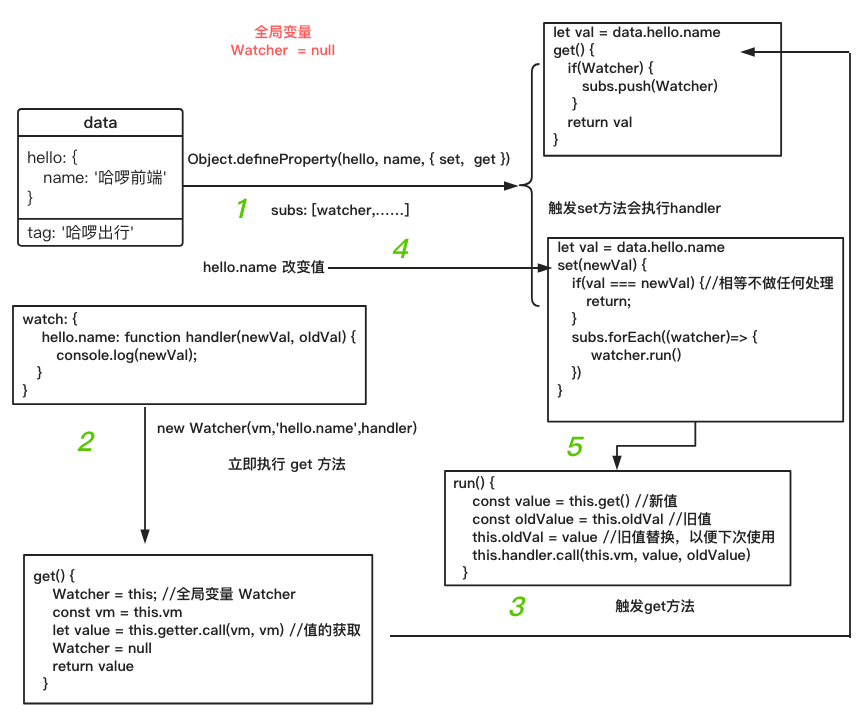 全局变量
Watcher = null
data
hello: {
name: '哈啰前端'
}
tag: '哈啰出行'
Object.defineProperty(hello, name, { set, get })
1
subs: [watcher,……]
let val = data.hello.name
get() {
if(Watcher) {
subs.push(Watcher)
}
return val
}
触发set方法会执行handler
4
hello.name 改变值
let val = data.hello.name
set(newVal) {
if(val === newVal) {//相等不做任何处理
return;
}
subs.forEach((watcher)=> {
watcher.run()
})
}
watch: {
hello.name: function handler(newVal, oldVal) {
console.log(newVal);
}
}
2
new Watcher(vm,'hello.name',handler)
立即执行 get 方法
5
run() {
const value = this.get() //新值
const oldValue = this.oldVal //旧值
this.oldVal = value //旧值替换，以便下次使用
this.handler.call(this.vm, value, oldValue)
}
3
触发get方法
get() {
Watcher = this; //全局变量 Watcher
const vm = this.vm
let value = this.getter.call(vm, vm) //值的获取
Watcher = null
return value
}